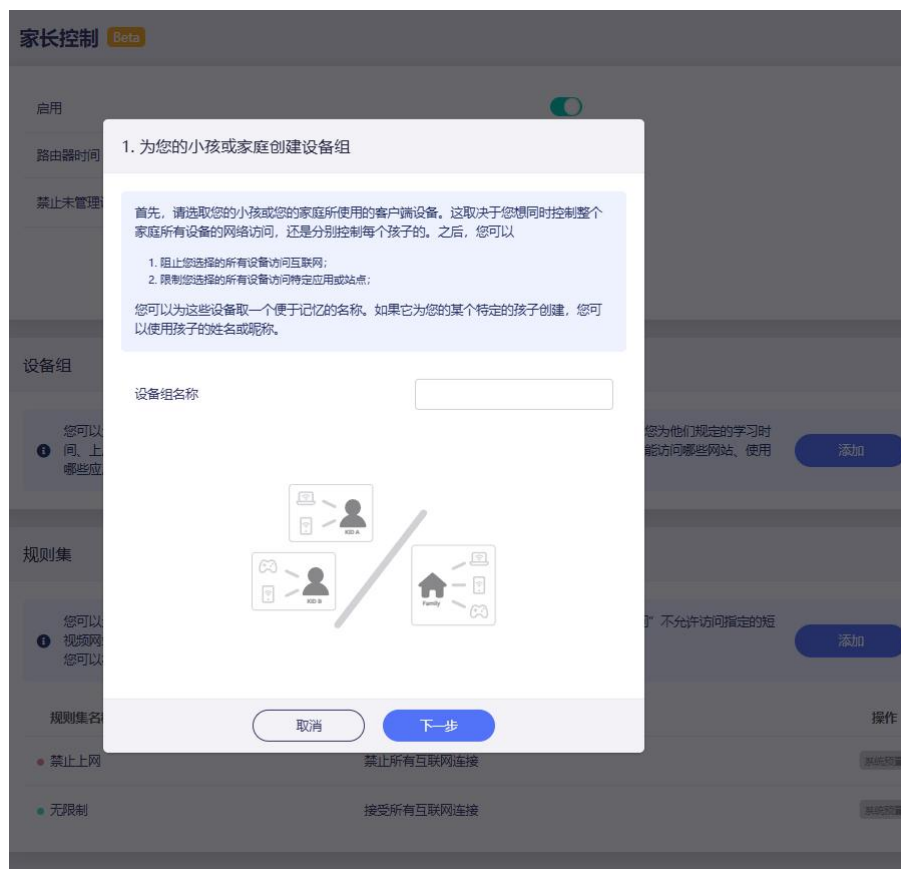 家长控制 Beta
启用
路由器时间
禁止未管理
1. 为您的小孩或家庭创建设备组
首先，请选取您的小孩或您的家庭所使用的客户端设备。这取决于您想同时控制整个
家庭所有设备的网络访问，还是分别控制每个孩子的。之后，您可以
1. 阻止您选择的所有设备访问互联网；
2. 限制您选择的所有设备访问特定应用或站点；
您可以为这些设备取一个便于记忆的名称。如果它为您的某个特定的孩子创建，您可
以使用孩子的姓名或昵称。
设备组名称
KID A
KID B
Family
取消
下一步
设备组
您可以
间、上
哪些应
您为他们规定的学习时
能访问哪些网站、使用
添加
规则集
您可以
视频网
您可以
”不允许访问指定的短
添加
规则集名
操作
禁止上网
禁止所有互联网连接
系统预置
无限制
接受所有互联网连接
系统预置